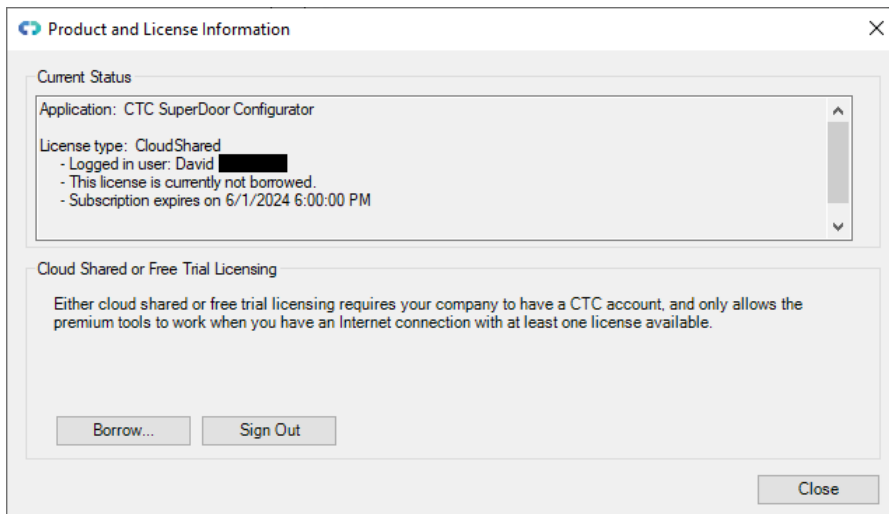 Product and License Information
Current Status
Application: CTC SuperDoor Configurator
License type: CloudShared
- Logged in user: David
- This license is currently not borrowed.
- Subscription expires on 6/1/2024 6:00:00 PM
Cloud Shared or Free Trial Licensing
Either cloud shared or free trial licensing requires your company to have a CTC account, and only allows the
premium tools to work when you have an Internet connection with at least one license available.
Borrow... Sign Out
Close